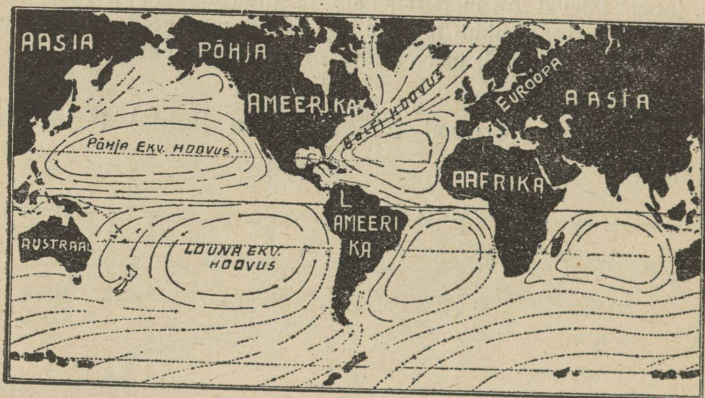 AASIA
PÕHJA
AMEERIKA
GOLFI HOOVUS
EUROOPA
AASIA
PÕHJA EKV. HOOVUS
AAFRIKA
L
AMEERI
KA
AUSTRAAL
LÕUNA EKV.
HOOVUS